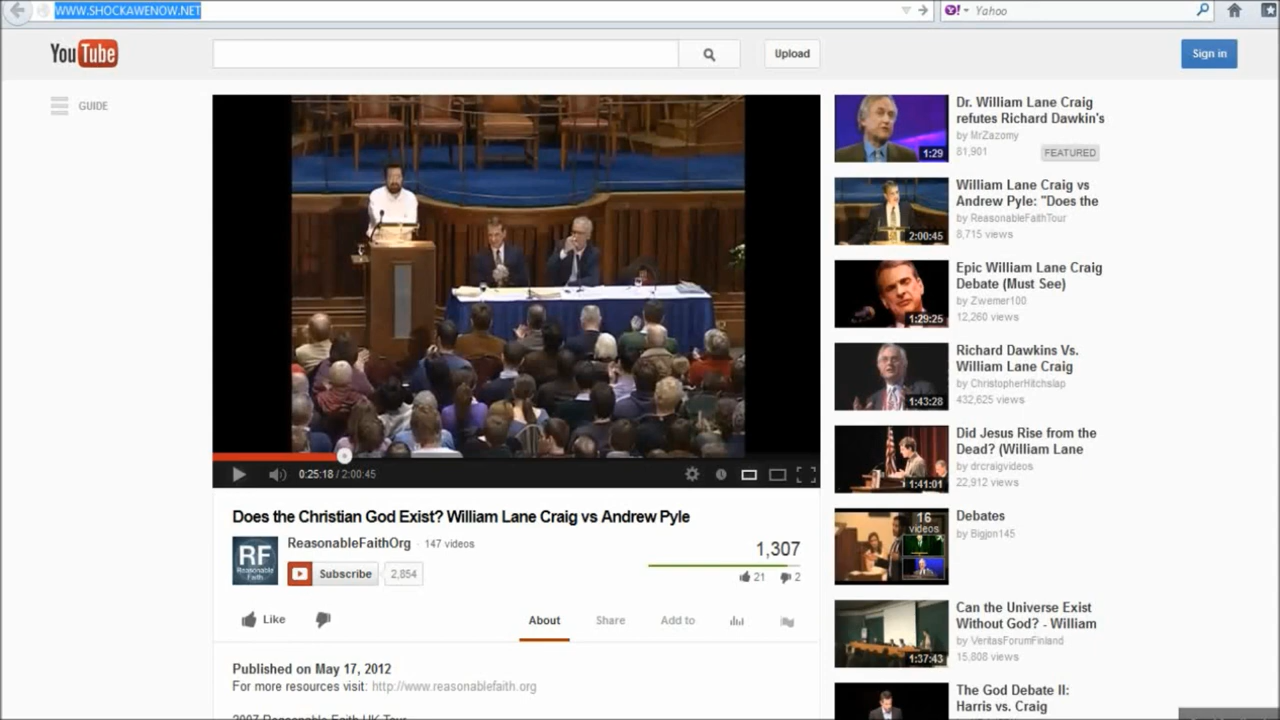 WWW.SHOCKAWENOW.NET
Y! Yahoo
YouTube
Upload
Sign in
GUIDE
0:25:18 / 2:00:45
Does the Christian God Exist? William Lane Craig vs Andrew Pyle
RF
Reasonable
Faith
ReasonableFaithOrg · 147 videos
Subscribe 2,854
1,307
21 2
Like
About Share Add to
Published on May 17, 2012
For more resources visit: http://www.reasonablefaith.org
2007 Reasonable Faith UK Tour
1:29
Dr. William Lane Craig
refutes Richard Dawkin's
by MrZazomy
81,901
FEATURED
2:00:45
William Lane Craig vs
Andrew Pyle: "Does the
by ReasonableFaithTour
8,715 views
1:29:25
Epic William Lane Craig
Debate (Must See)
by Zwemer100
12,260 views
1:43:28
Richard Dawkins Vs.
William Lane Craig
by ChristopherHitchslap
432,625 views
1:41:01
Did Jesus Rise from the
Dead? (William Lane
by drcraigvideos
22,912 views
16
videos
Debates
by Bigjon145
1:37:43
Can the Universe Exist
Without God? - William
by VeritasForumFinland
15,808 views
The God Debate II:
Harris vs. Craig